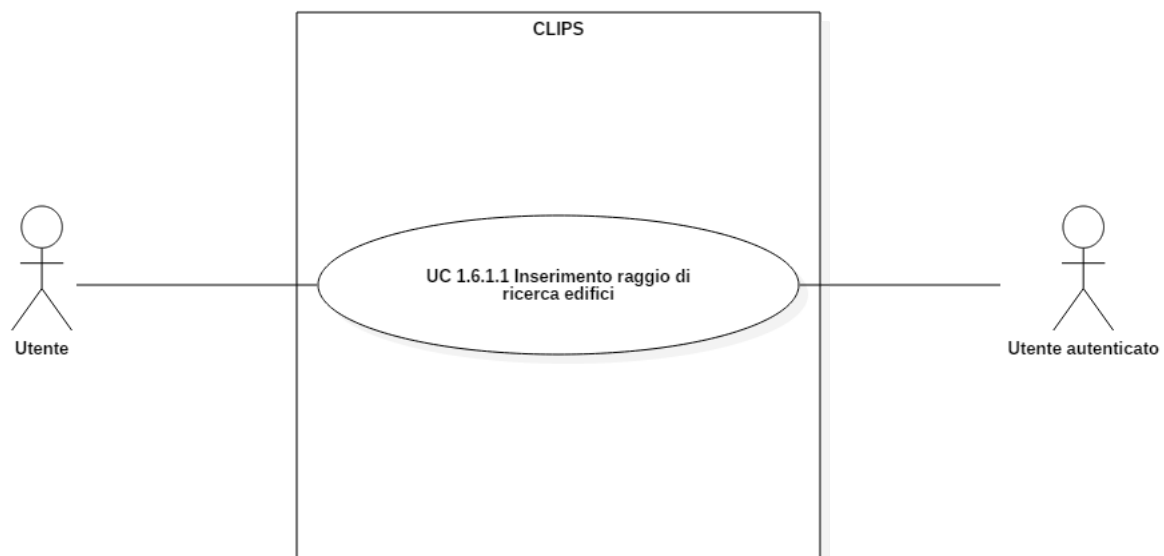 CLIPS
UC 1.6.1.1 Inserimento raggio di
ricerca edifici
Utente
Utente autenticato